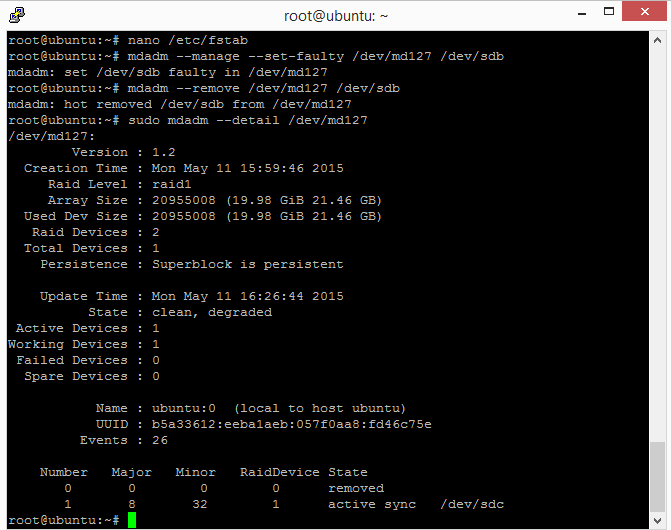 root@ubuntu: ~
root@ubuntu:~# nano /etc/fstab
root@ubuntu:~# mdadm --manage --set-faulty /dev/md127 /dev/sdb
mdadm: set /dev/sdb faulty in /dev/md127
root@ubuntu:~# mdadm --remove /dev/md127 /dev/sdb
mdadm: hot removed /dev/sdb from /dev/md127
root@ubuntu:~# sudo mdadm --detail /dev/md127
/dev/md127:
Version : 1.2
Creation Time : Mon May 11 15:59:46 2015
Raid Level : raid1
Array Size : 20955008 (19.98 GiB 21.46 GB)
Used Dev Size : 20955008 (19.98 GiB 21.46 GB)
Raid Devices : 2
Total Devices : 1
Persistence : Superblock is persistent
Update Time : Mon May 11 16:26:44 2015
State : clean, degraded
Active Devices : 1
Working Devices : 1
Failed Devices : 0
Spare Devices : 0
Name : ubuntu:0 (local to host ubuntu)
UUID : b5a33612:eeba1aeb:057f0aa8:fd46c75e
Events : 26
Number Major Minor RaidDevice State
0 0 0 0 removed
1 8 32 1 active sync /dev/sdc
root@ubuntu:~#